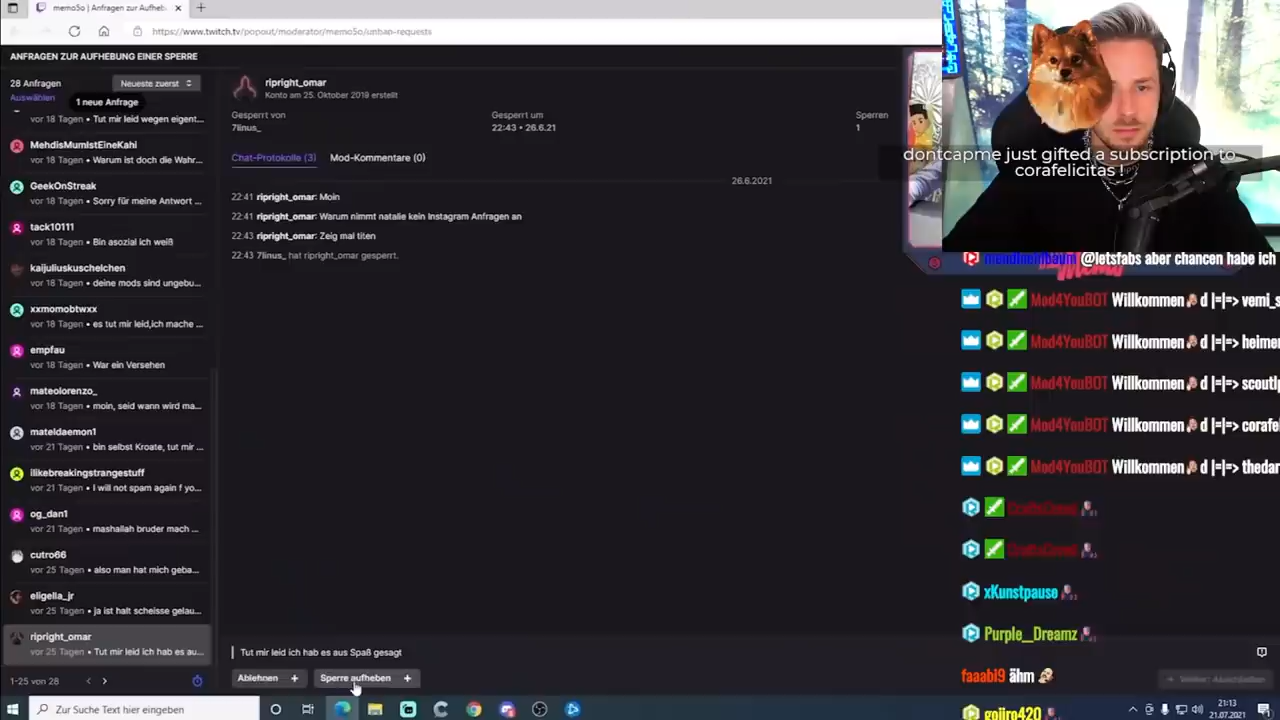 memo5o | Anfragen zur Aufheb
https://www.twitch.tv/popout/moderator/memo5o/unban-requests
ANFRAGEN ZUR AUFHEBUNG EINER SPERRE
28 Anfragen
Neueste zuerst
Auswählen
1 neue Anfrage
vor 18 Tagen • Tut mir leid wegen eigent...
MehdisMumIstEineKahi
vor 18 Tagen • Warum ist doch die Wahr...
GeekOnStreak
vor 18 Tagen • Sorry für meine Antwort ...
tack10111
vor 18 Tagen • Bin asozial ich weiß
kaijuliuskuschelchen
vor 18 Tagen • deine mods sind ungebu...
xxmomobtwxx
vor 18 Tagen • es tut mir leid,ich mache ...
empfau
vor 18 Tagen • War ein Versehen
mateolorenzo_
vor 18 Tagen • moin, seid wann wird ma...
mateldaemon1
vor 21 Tagen • bin selbst Kroate, tut mir ...
ilikebreakingstrangestuff
vor 21 Tagen • I will not spam again f yo...
og_dan1
vor 21 Tagen • mashallah bruder mach ...
cutro66
vor 25 Tagen • also man hat mich geba...
eligella_jr
vor 25 Tagen • ja ist halt scheisse gelau...
ripright_omar
vor 25 Tagen • Tut mir leid ich hab es au...
1-25 von 28
ripright_omar
Konto am 25. Oktober 2019 erstellt
Gesperrt von
7linus_
Gesperrt um
22:43 • 26.6.21
Sperren
1
Chat-Protokolle (3)
Mod-Kommentare (0)
26.6.2021
22:41 ripright_omar: Moin
22:41 ripright_omar: Warum nimmt natalie kein Instagram Anfragen an
22:43 ripright_omar: Zeig mal titen
22:43 7linus_ hat ripright_omar gesperrt.
Tut mir leid ich hab es aus Spaß gesagt
Ablehnen
Sperre aufheben
dontcapme just gifted a subscription to
corafelicitas !
@letsfabs aber chancen habe ich
Mod4YouBOT Willkommen d |=|=> vemi_s
Mod4YouBOT Willkommen d |=|=> heimer
Mod4YouBOT Willkommen d |=|=> scoutlp
Mod4YouBOT Willkommen d |=|=> corafe
Mod4YouBOT Willkommen d |=|=> thedar
xKunstpause
Purple__Dreamz
faaabi9 ähm
gojiro420
Zur Suche Text hier eingeben
21:13
21.07.2021